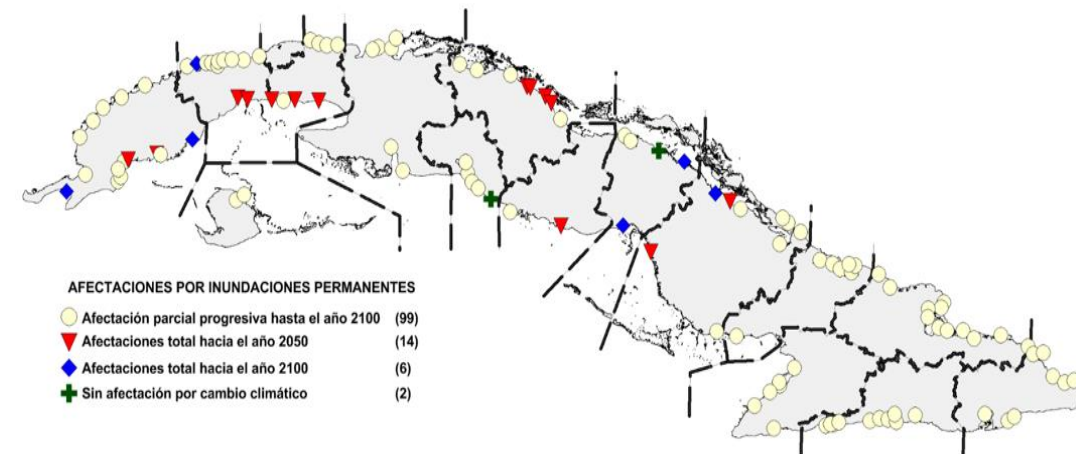 AFECTACIONES POR INUNDACIONES PERMANENTES
Afectación parcial progresiva hasta el año 2100 (99)
Afectaciones total hacia el año 2050 (14)
Afectaciones total hacia el año 2100 (6)
Sin afectación por cambio climático (2)